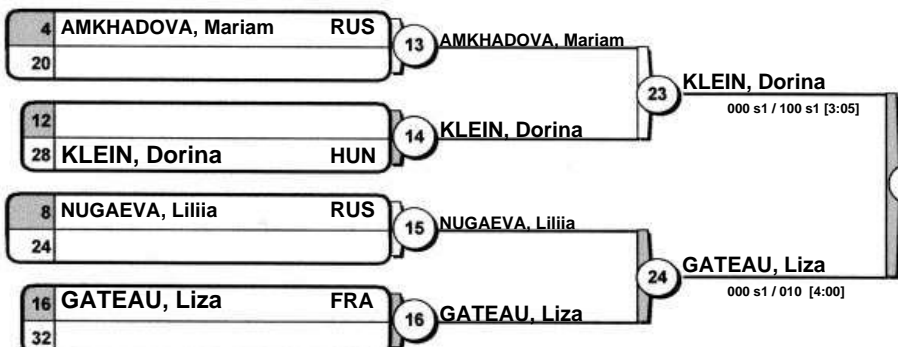 4 AMKHADOVA, Mariam RUS
20
13
AMKHADOVA, Mariam
12
28 KLEIN, Dorina HUN
14
KLEIN, Dorina
23
KLEIN, Dorina
000 s1 / 100 s1 [3:05]
8 NUGAEVA, Liliia RUS
24
15
NUGAEVA, Liliia
16 GATEAU, Liza FRA
32
16
GATEAU, Liza
24
GATEAU, Liza
000 s1 / 010 [4:00]